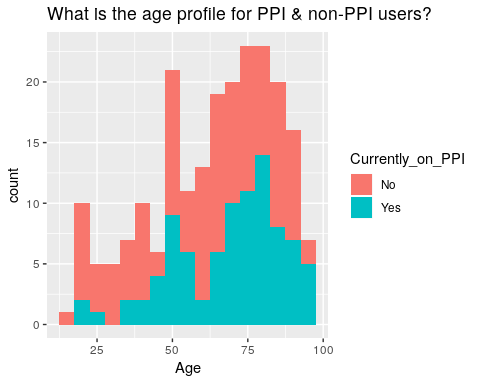 What is the age profile for PPI & non-PPI users?
20
15
10
5
0
count
25 50 75 100
Age
Currently_on_PPI
No
Yes